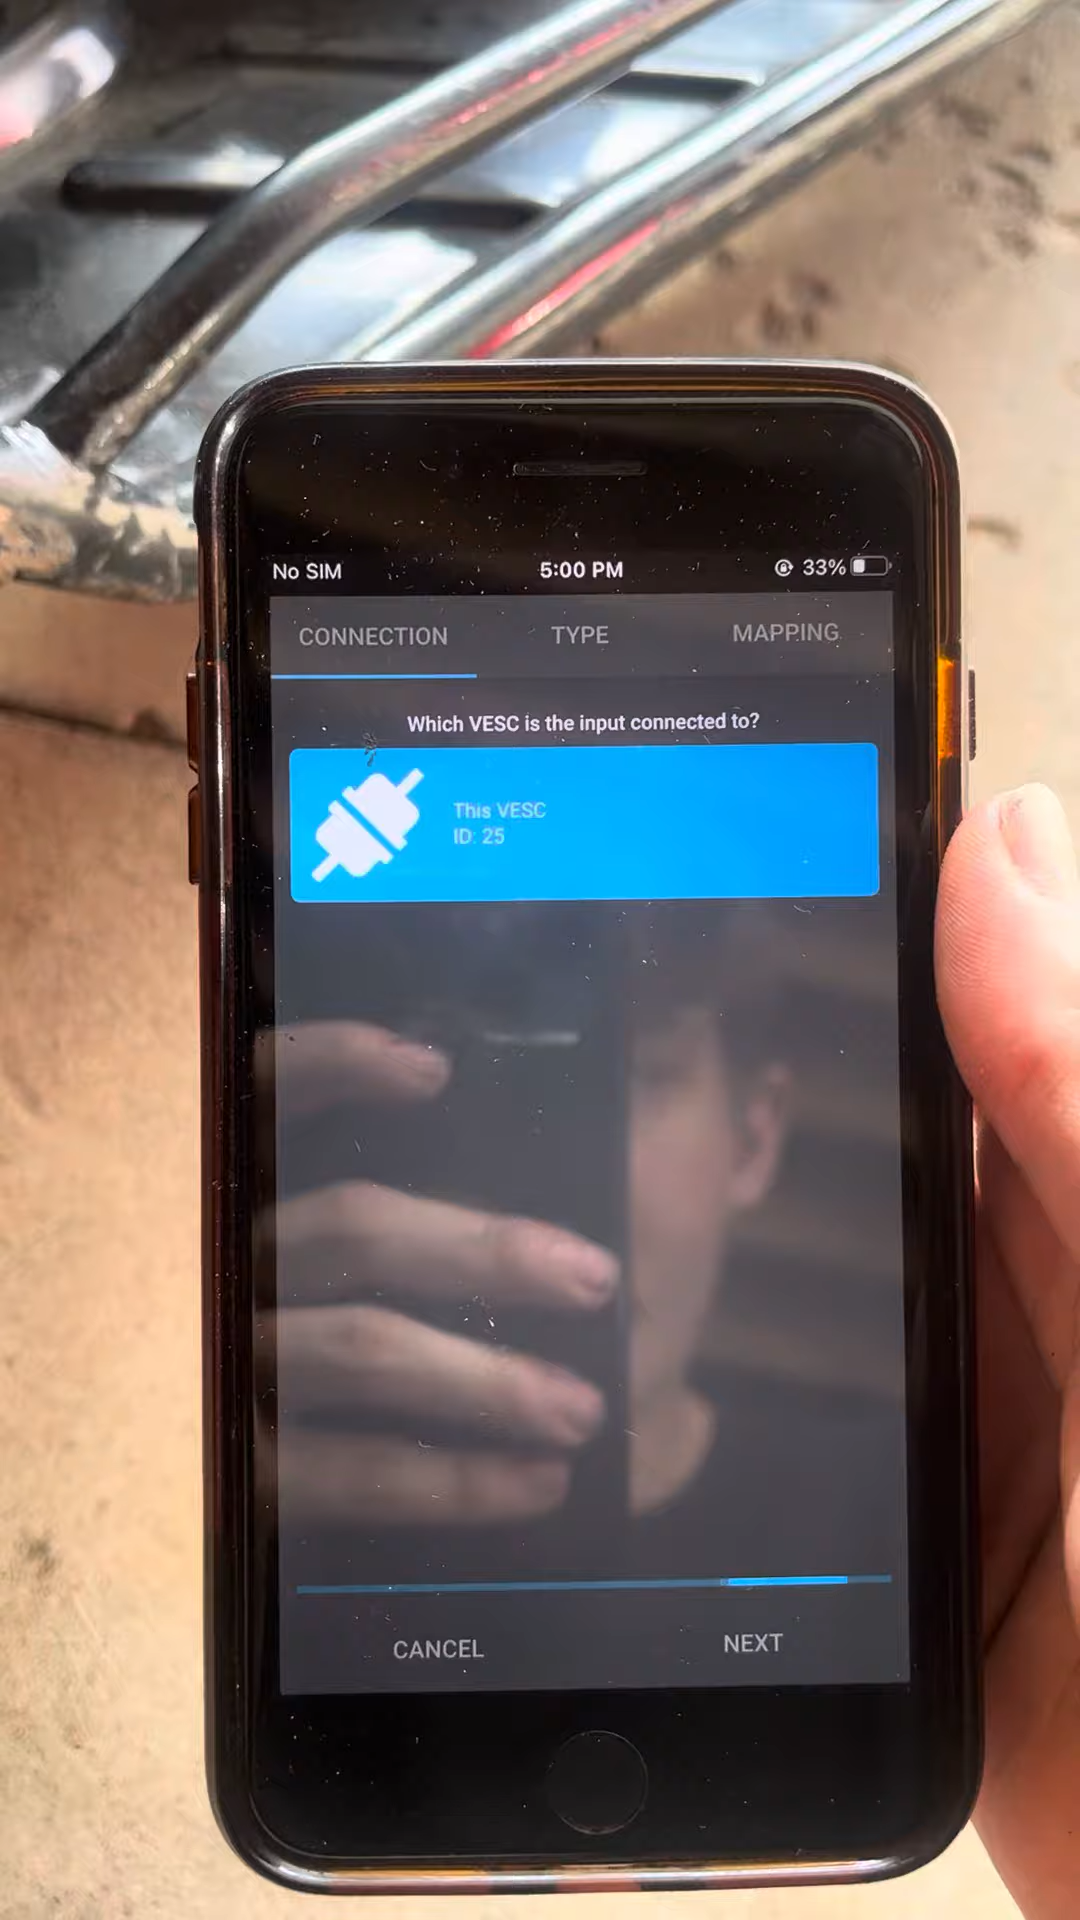 No SIM 5:00 PM 33%
CONNECTION TYPE MAPPING
Which VESC is the input connected to?
This VESC
ID: 25
CANCEL NEXT